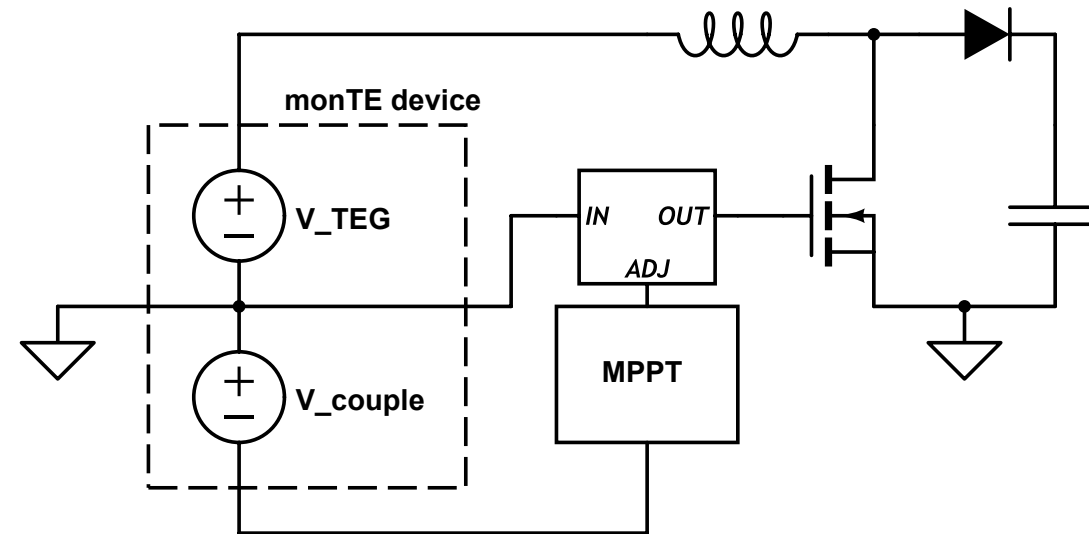 monTE device
V_TEG
IN OUT
ADJ
MPPT
V_couple